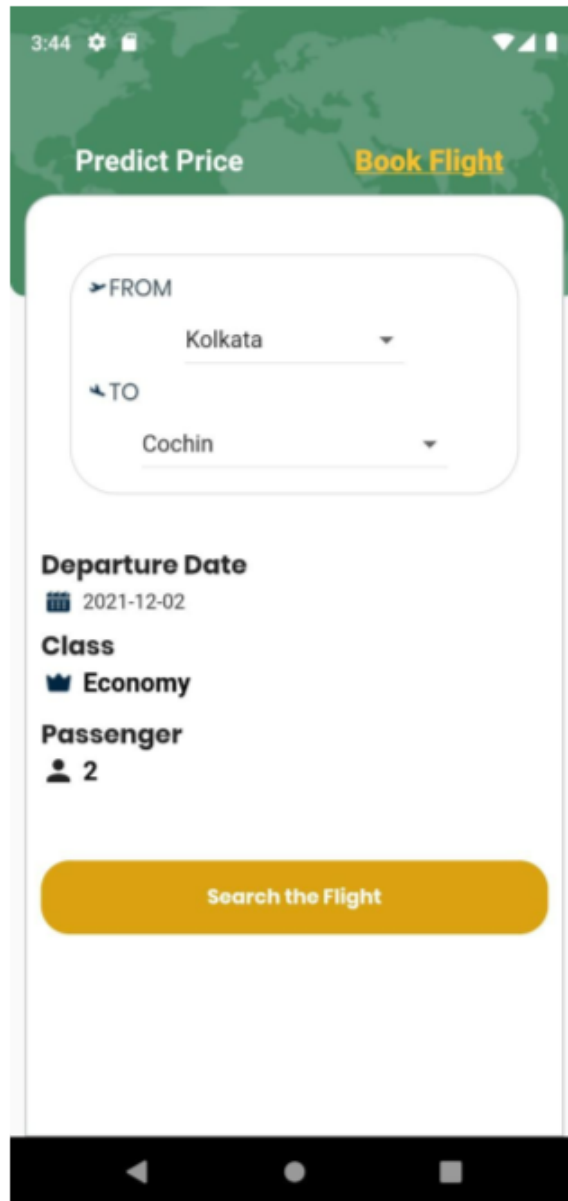 3:44
Predict Price
Book Flight
FROM
Kolkata
TO
Cochin
Departure Date
2021-12-02
Class
Economy
Passenger
2
Search the Flight